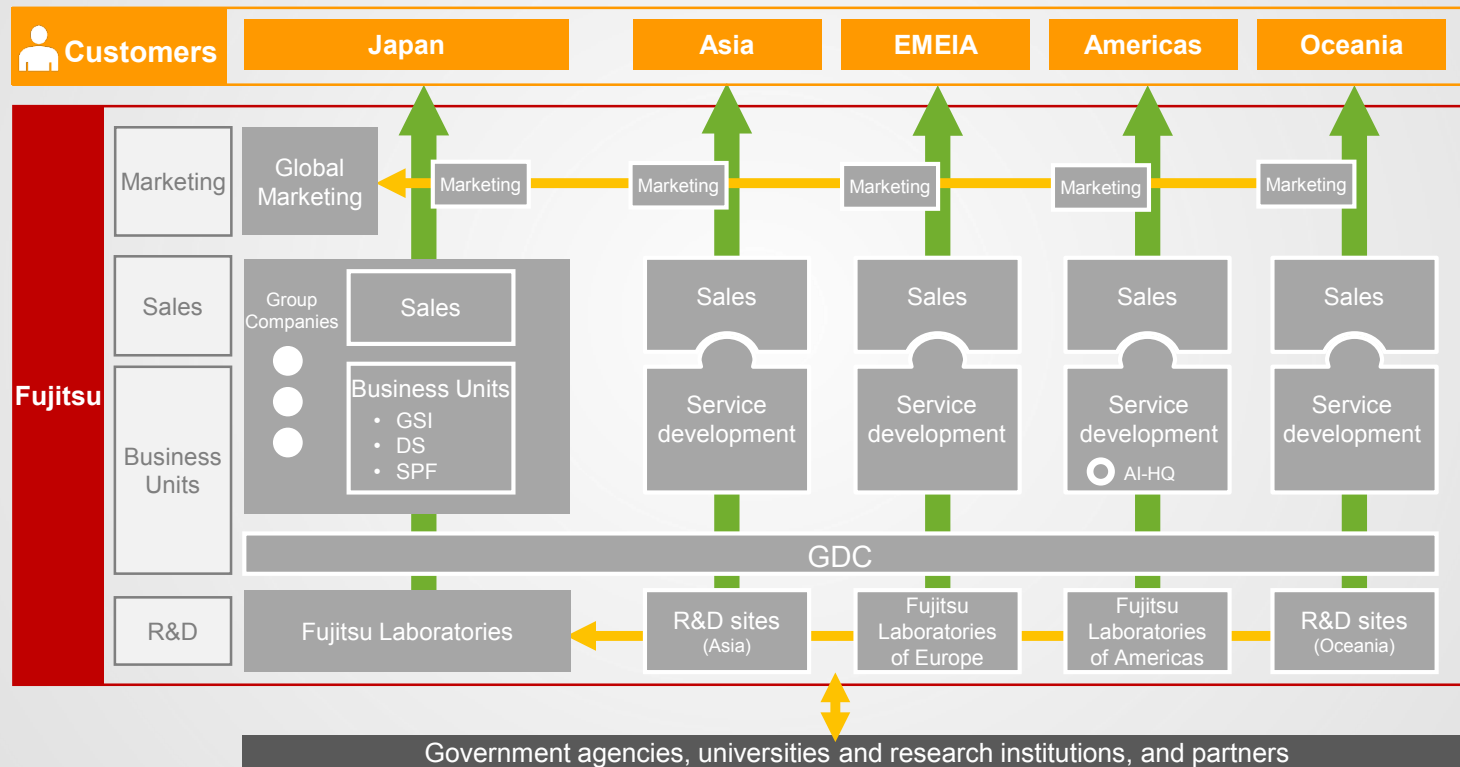 Customers
Japan
Asia
EMEIA
Americas
Oceania
Fujitsu
Marketing
Global
Marketing
Marketing
Marketing
Marketing
Marketing
Marketing
Sales
Group
Companies
Sales
Sales
Sales
Sales
Sales
Business
Units
Business Units
• GSI
• DS
• SPF
Service
development
Service
development
Service
development
AI-HQ
Service
development
GDC
R&D
Fujitsu Laboratories
R&D sites
(Asia)
Fujitsu
Laboratories
of Europe
Fujitsu
Laboratories
of Americas
R&D sites
(Oceania)
Government agencies, universities and research institutions, and partners